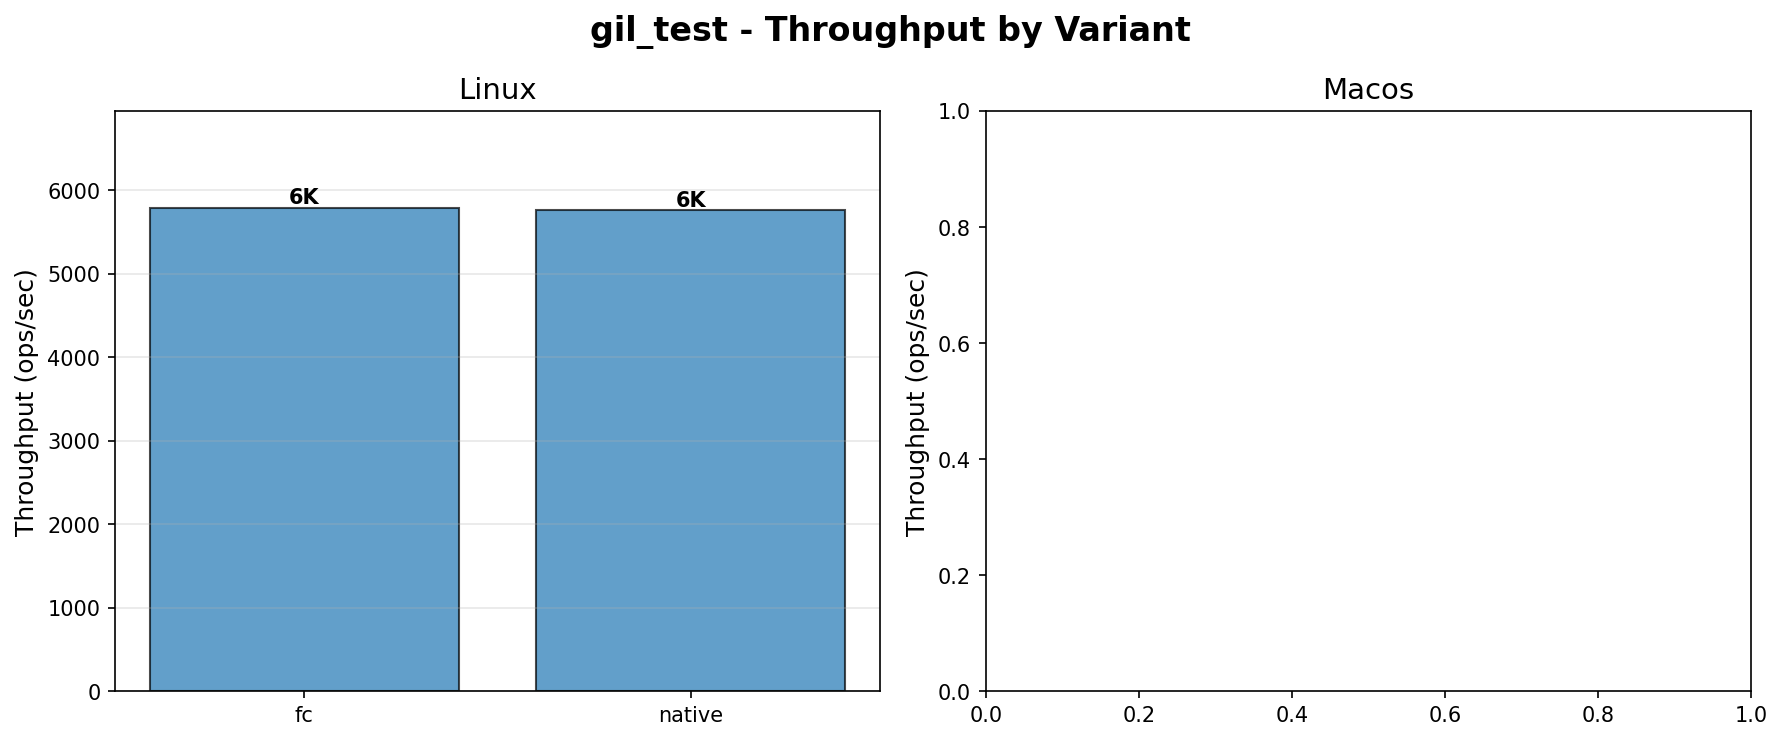 gil_test - Throughput by Variant
Linux
Throughput (ops/sec)
6000
5000
4000
3000
2000
1000
0
6K
6K
fc
native
Macos
Throughput (ops/sec)
1.0
0.8
0.6
0.4
0.2
0.0
0.0
0.2
0.4
0.6
0.8
1.0